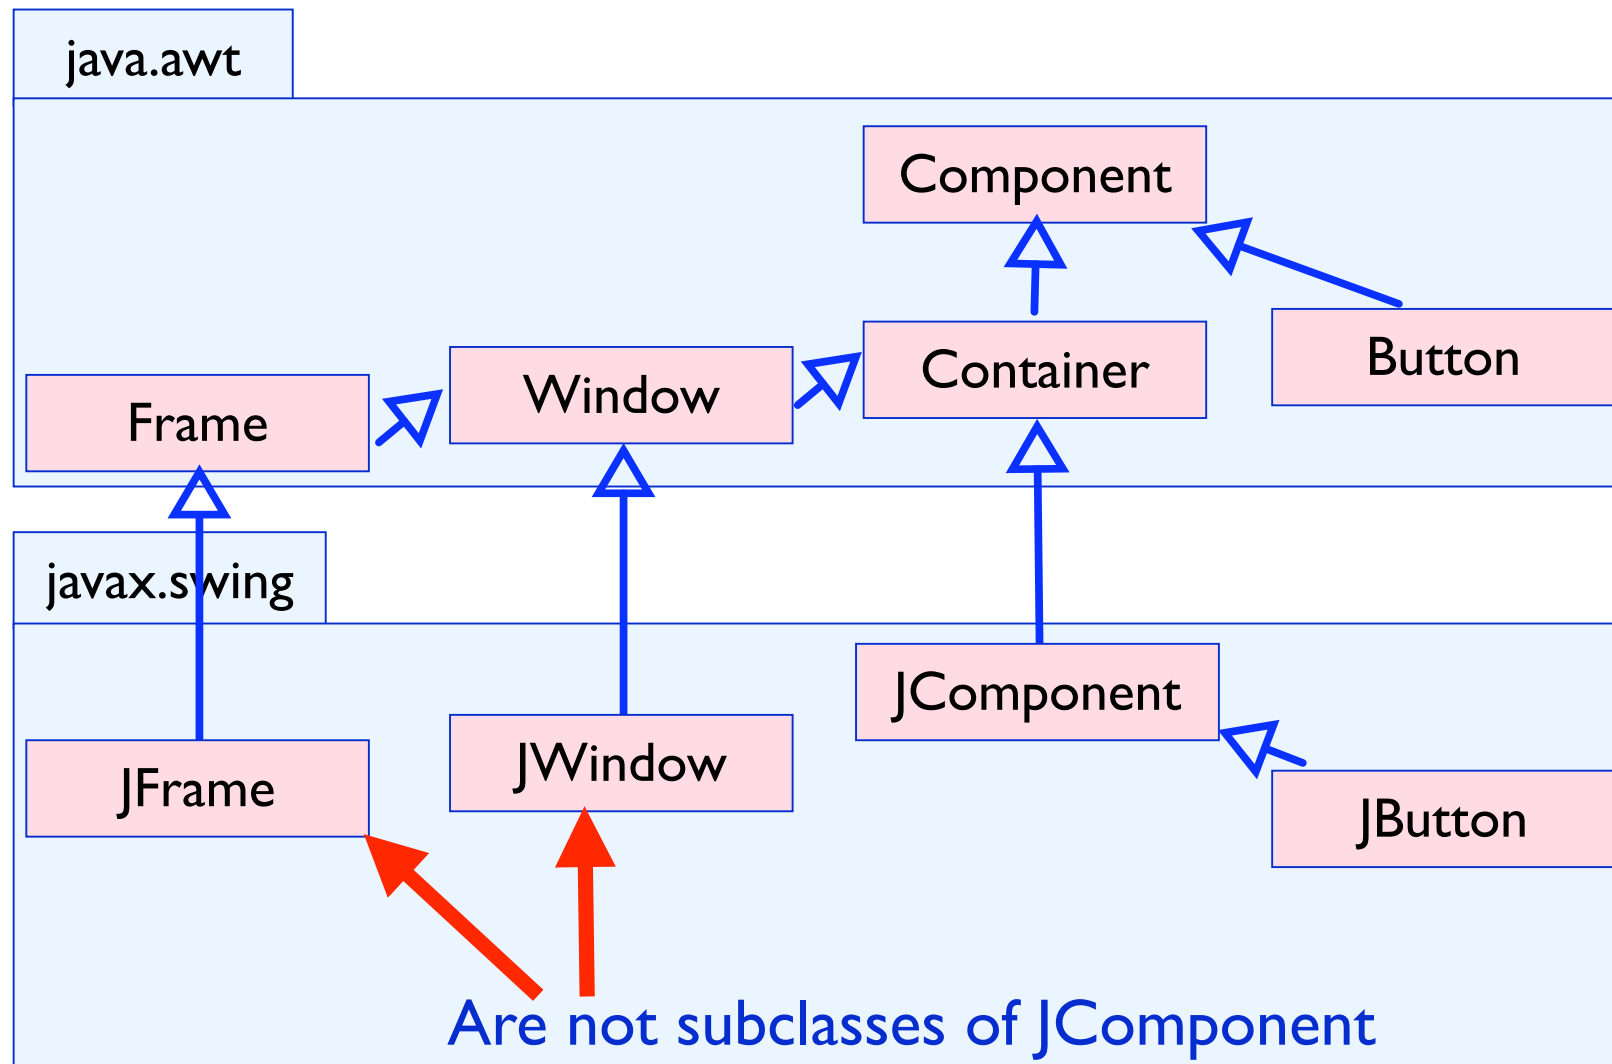 java.awt
Component
Button
Container
Window
Frame
javax.swing
JComponent
JWindow
JFrame
JButton
Are not subclasses of JComponent